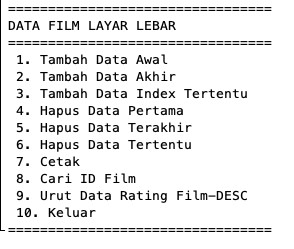 ===============================
DATA FILM LAYAR LEBAR
===============================
1. Tambah Data Awal
2. Tambah Data Akhir
3. Tambah Data Index Tertentu
4. Hapus Data Pertama
5. Hapus Data Terakhir
6. Hapus Data Tertentu
7. Cetak
8. Cari ID Film
9. Urut Data Rating Film-DESC
10. Keluar
===============================